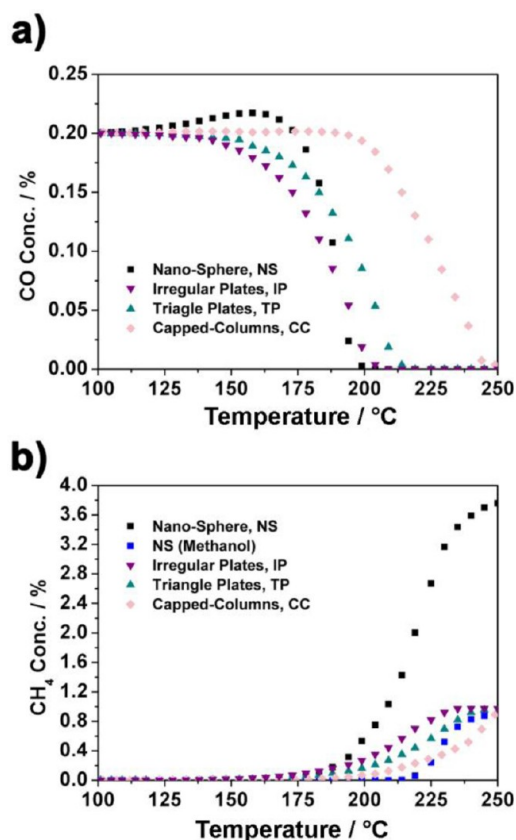 a)
0.25
0.20
0.15
0.10
0.05
0.00
CO Conc. / %
Nano-Sphere, NS
Irregular Plates, IP
Triagle Plates, TP
Capped-Columns, CC
100 125 150 175 200 225 250
Temperature / °C
b)
4.0
3.6
3.2
2.8
2.4
2.0
1.6
1.2
0.8
0.4
0.0
CH₄ Conc. / %
Nano-Sphere, NS
NS (Methanol)
Irregular Plates, IP
Triangle Plates, TP
Capped-Columns, CC
100 125 150 175 200 225 250
Temperature / °C